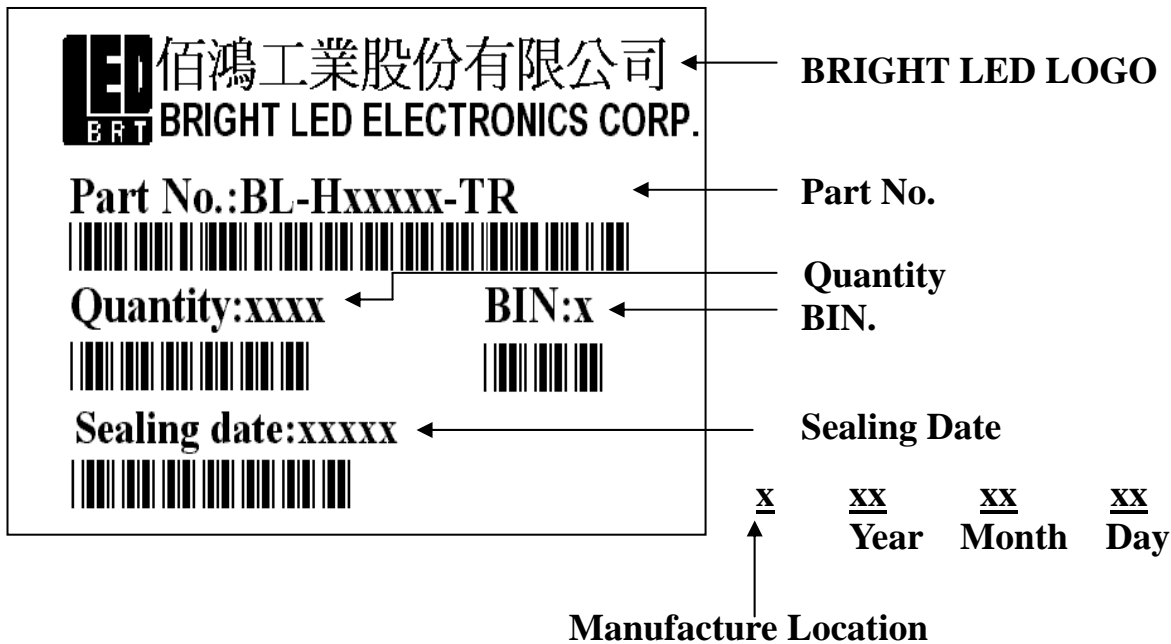 LED 佰鴻工業股份有限公司
BRT BRIGHT LED ELECTRONICS CORP.
BRIGHT LED LOGO
Part No.:BL-Hxxxxx-TR
Part No.
Quantity:xxxx
BIN:x
Quantity
BIN.
Sealing date:xxxxx
Sealing Date
x xx xx xx
Year Month Day
Manufacture Location